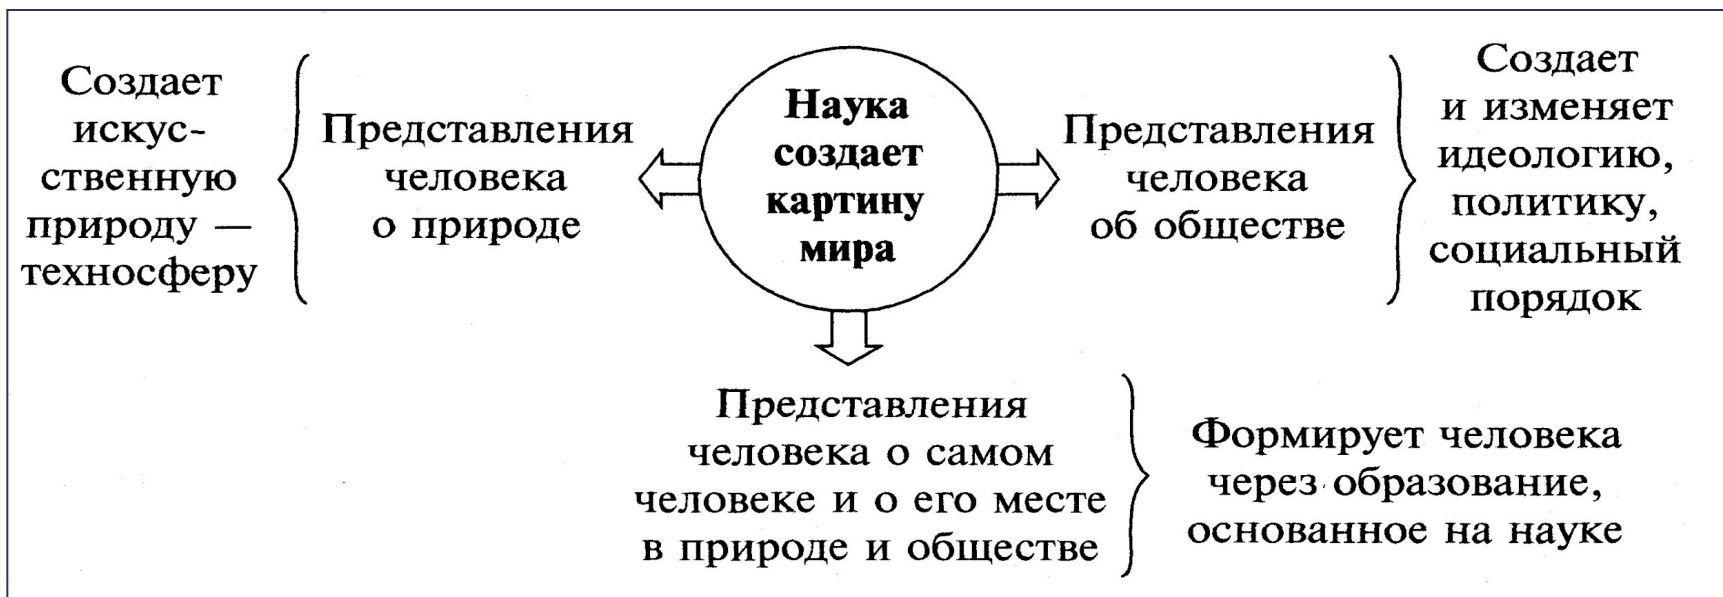 Создает
искус-
ственную
природу —
техносферу
Представления
человека
о природе
Наука
создает
картину
мира
Представления
человека
об обществе
Создает
и изменяет
идеологию,
политику,
социальный
порядок
Представления
человека о самом
человеке и о его месте
в природе и обществе
Формирует человека
через образование,
основанное на науке